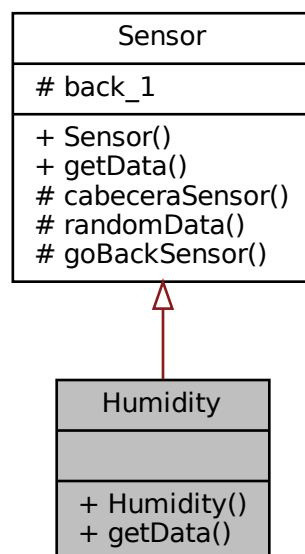 Sensor
# back_1
+ Sensor()
+ getData()
# cabeceraSensor()
# randomData()
# goBackSensor()
Humidity
+ Humidity()
+ getData()